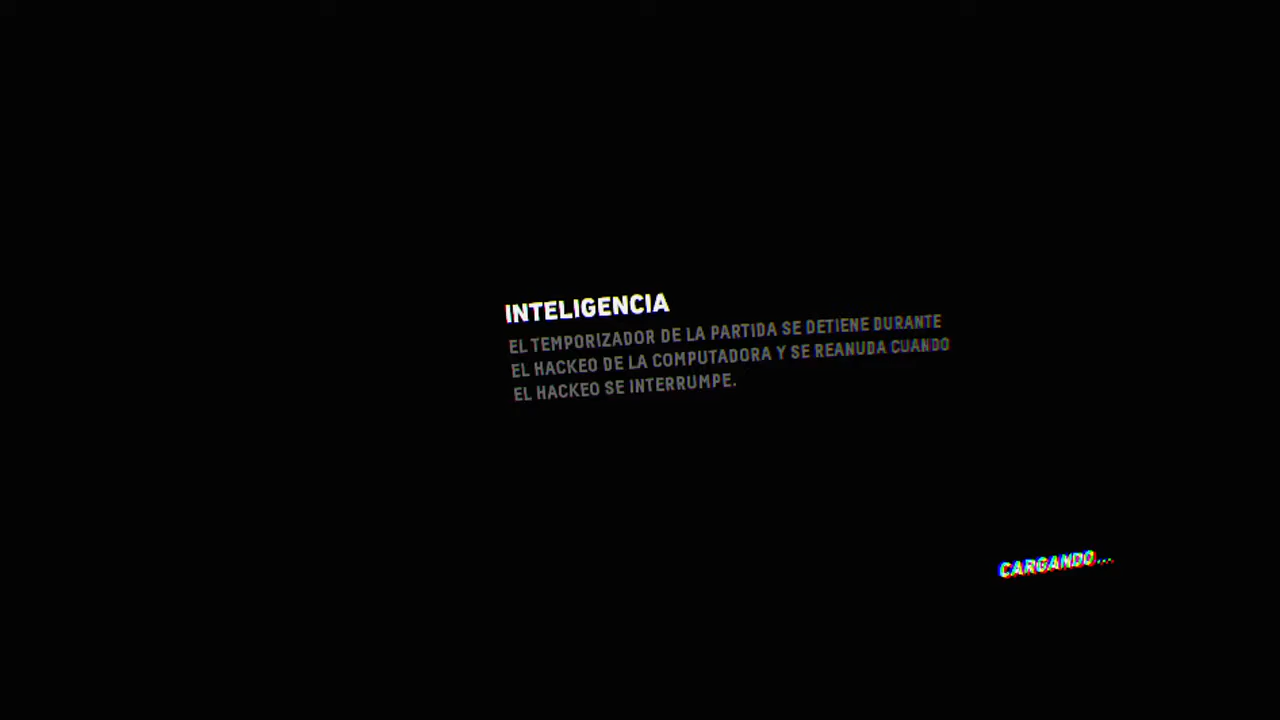 INTELIGENCIA
EL TEMPORIZADOR DE LA PARTIDA SE DETIENE DURANTE
EL HACKEO DE LA COMPUTADORA Y SE REANUDA CUANDO
EL HACKEO SE INTERRUMPE.
CARGANDO...